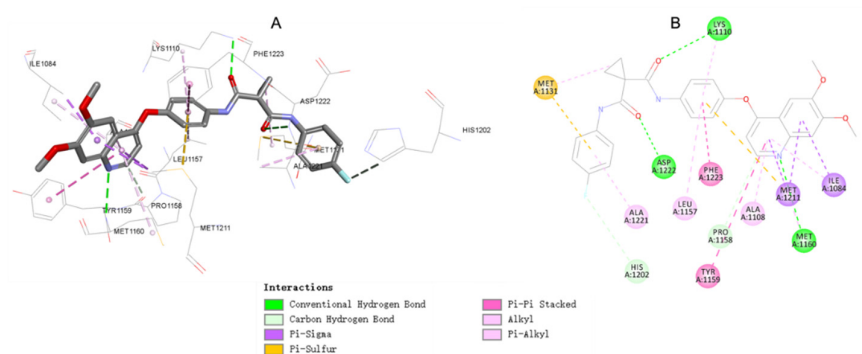 A
B
LYS1110
PHE1223
ILE1084
ASP1222
HIS1202
LEU1157
ALA1221
TYR1159
PRO1158
MET1160
MET1211
LYS
A:1110
MET
A:1131
O
O
N
N
O
O
O
N
ASP
A:1222
PHE
A:1223
ILE
A:1084
MET
A:1211
ALA
A:1221
LEU
A:1157
ALA
A:1108
PRO
A:1158
MET
A:1160
HIS
A:1202
TYR
A:1159
Interactions
Conventional Hydrogen Bond
Carbon Hydrogen Bond
Pi-Sigma
Pi-Sulfur
Pi-Pi Stacked
Alkyl
Pi-Alkyl